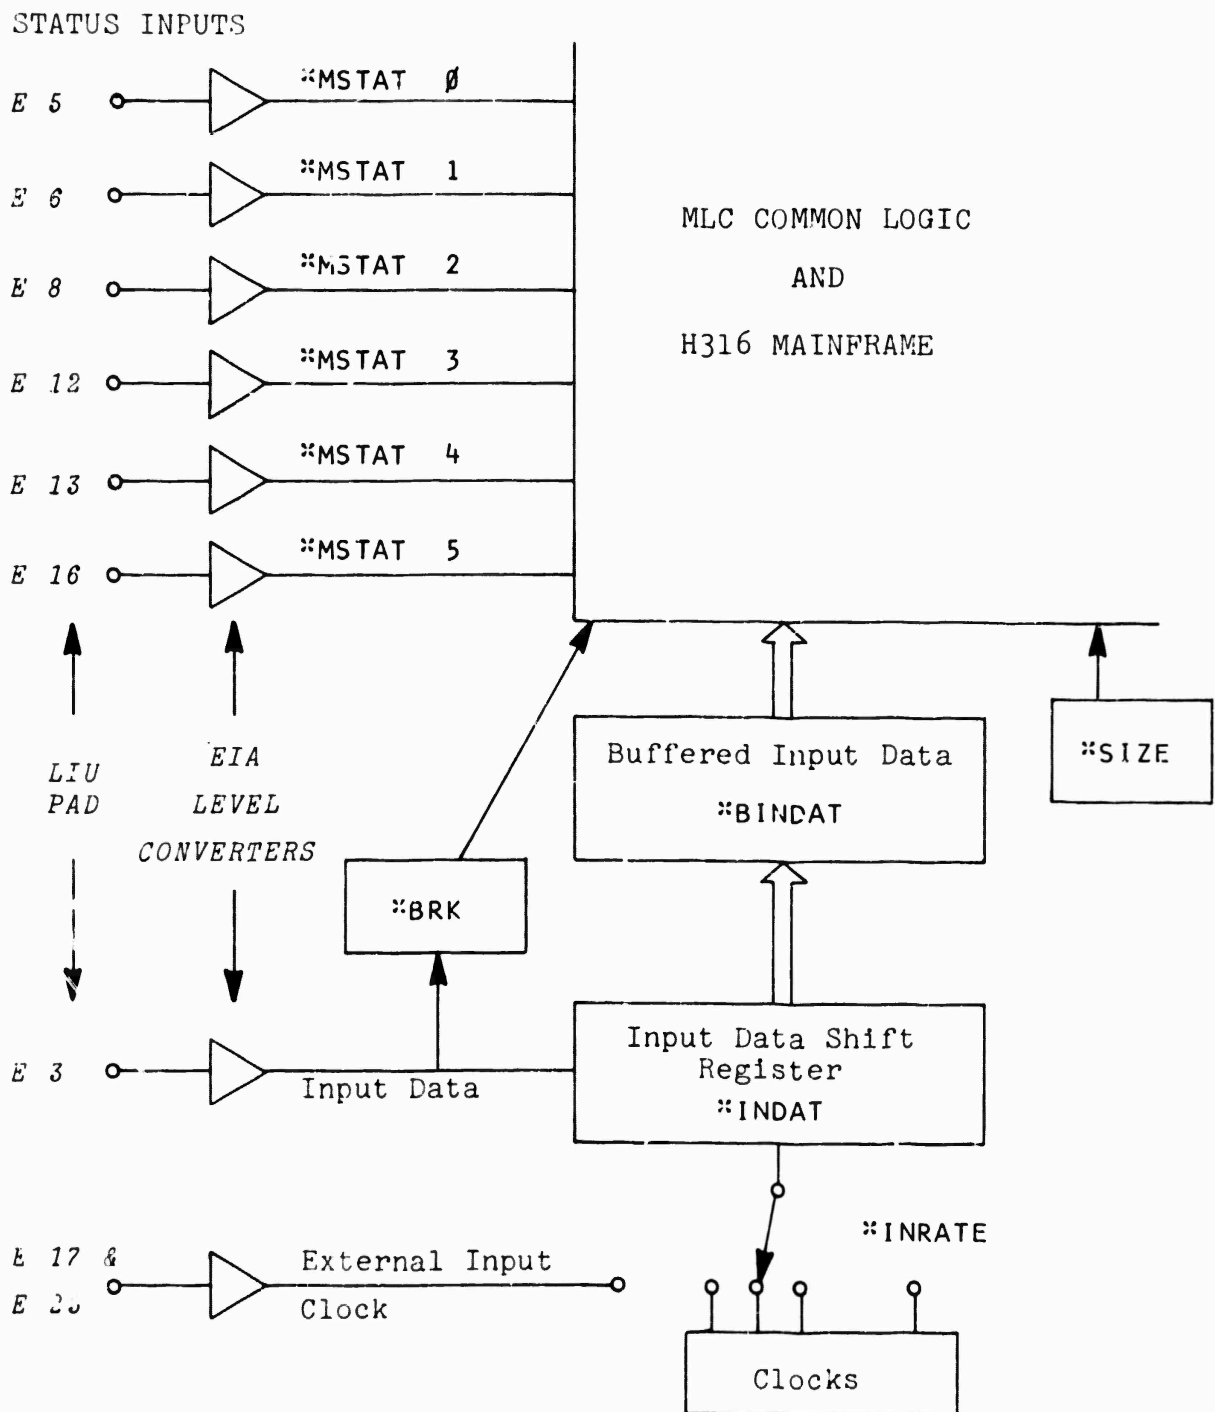 STATUS INPUTS
E 5
※MSTAT Ø
E 6
※MSTAT 1
E 8
※MSTAT 2
E 12
※MSTAT 3
E 13
※MSTAT 4
E 16
※MSTAT 5
MLC COMMON LOGIC
AND
H316 MAINFRAME
LIU
PAD
EIA
LEVEL
CONVERTERS
※BRK
Buffered Input Data
※BINDAT
※SIZE
E 3
Input Data
Input Data Shift
Register
※INDAT
※INRATE
E 17 &
E
External Input
Clock
Clocks